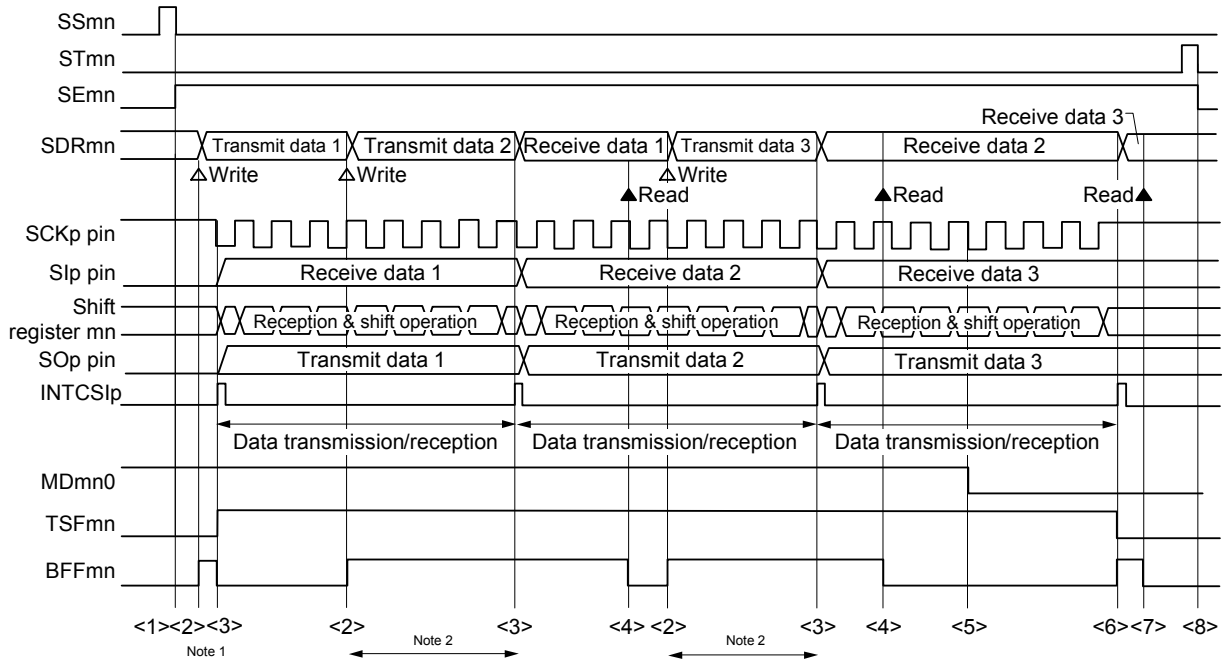 SSmn
STmn
SEmn
Receive data 3
SDRmn Transmit data 1 Transmit data 2 Receive data 1 Transmit data 3 Receive data 2
Write Write Write
Read Read Read
SCKp pin
SIp pin Receive data 1 Receive data 2 Receive data 3
Shift
register mn Reception & shift operation Reception & shift operation Reception & shift operation
SOp pin Transmit data 1 Transmit data 2 Transmit data 3
INTCSIp
Data transmission/reception Data transmission/reception Data transmission/reception
MDmn0
TSFmn
BFFmn
<1> <2> <3> <2> <3> <4> <2> <3> <4> <5> <6> <7> <8>
Note 1 Note 2 Note 2